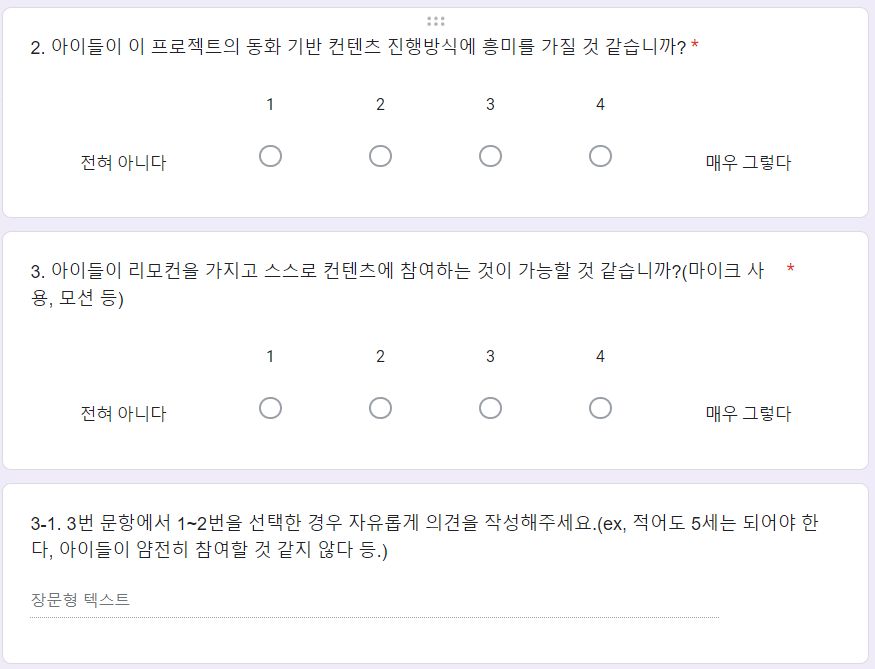 2. 아이들이 이 프로젝트의 동화 기반 컨텐츠 진행방식에 흥미를 가질 것 같습니까? *
1 2 3 4
전혀 아니다 매우 그렇다
3. 아이들이 리모컨을 가지고 스스로 컨텐츠에 참여하는 것이 가능할 것 같습니까?(마이크 사 *
용, 모션 등)
1 2 3 4
전혀 아니다 매우 그렇다
3-1. 3번 문항에서 1~2번을 선택한 경우 자유롭게 의견을 작성해주세요.(ex, 적어도 5세는 되어야 한
다, 아이들이 얌전히 참여할 것 같지 않다 등.)
장문형 텍스트